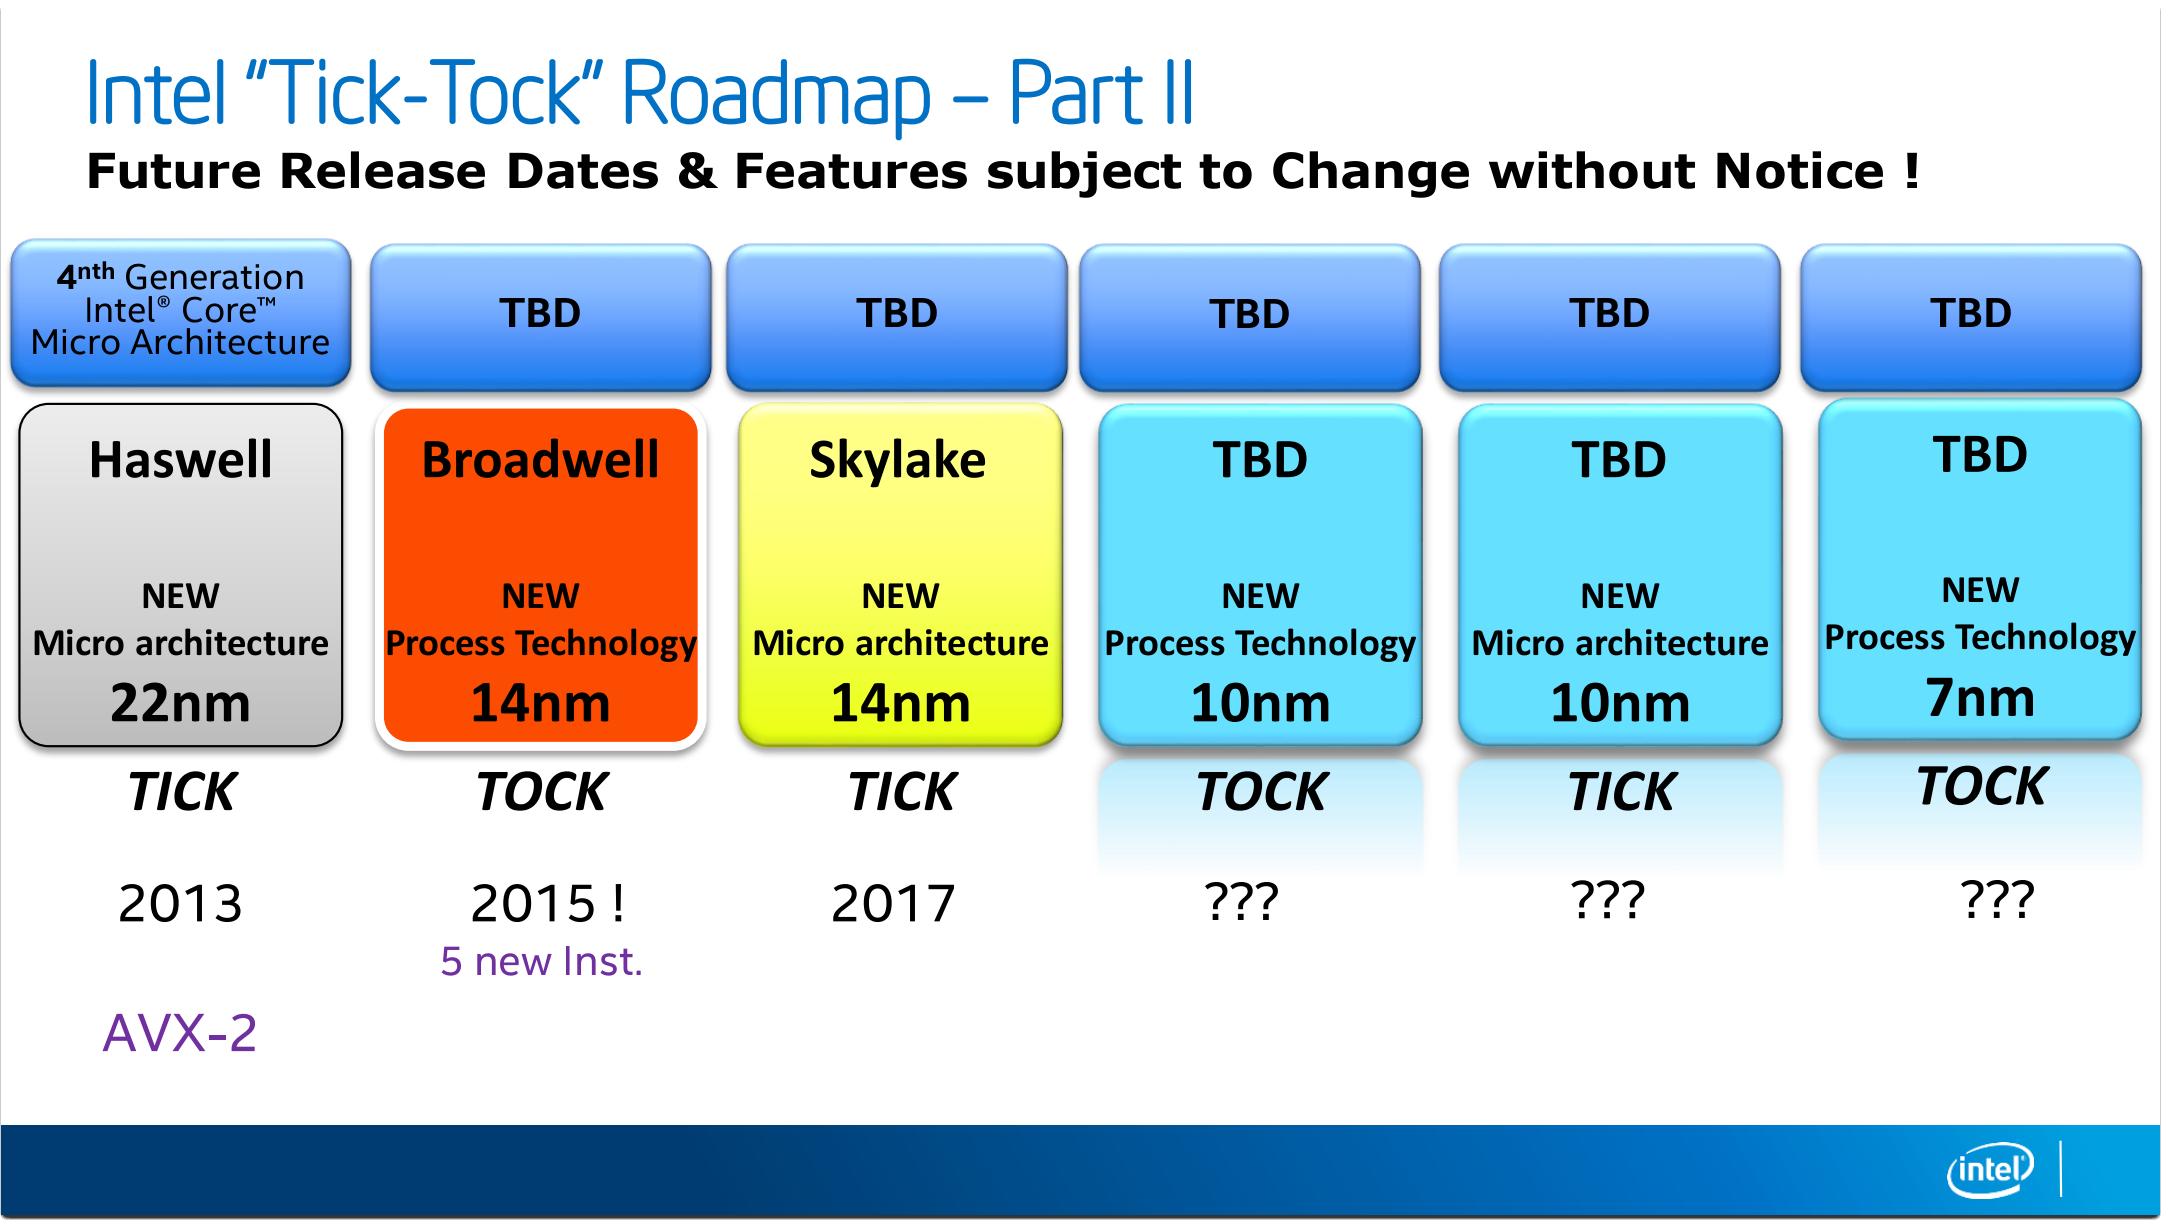 Intel “Tick-Tock” Roadmap – Part II
Future Release Dates & Features subject to Change without Notice !
4nth Generation
Intel® Core™
Micro Architecture
TBD
TBD
TBD
TBD
TBD
Haswell
NEW
Micro architecture
22nm
TICK
2013
AVX-2
Broadwell
NEW
Process Technology
14nm
TOCK
2015 !
5 new Inst.
Skylake
NEW
Micro architecture
14nm
TICK
2017
TBD
NEW
Process Technology
10nm
TOCK
???
TBD
NEW
Micro architecture
10nm
TICK
???
TBD
NEW
Process Technology
7nm
TOCK
???
intel